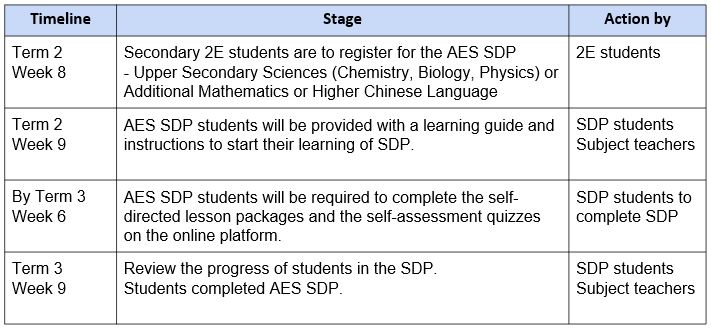 Timeline
Stage
Action by
Term 2
Week 8
Secondary 2E students are to register for the AES SDP
- Upper Secondary Sciences (Chemistry, Biology, Physics) or
Additional Mathematics or Higher Chinese Language
2E students
Term 2
Week 9
AES SDP students will be provided with a learning guide and
instructions to start their learning of SDP.
SDP students
Subject teachers
By Term 3
Week 6
AES SDP students will be required to complete the self-
directed lesson packages and the self-assessment quizzes
on the online platform.
SDP students to
complete SDP
Term 3
Week 9
Review the progress of students in the SDP.
Students completed AES SDP.
SDP students
Subject teachers